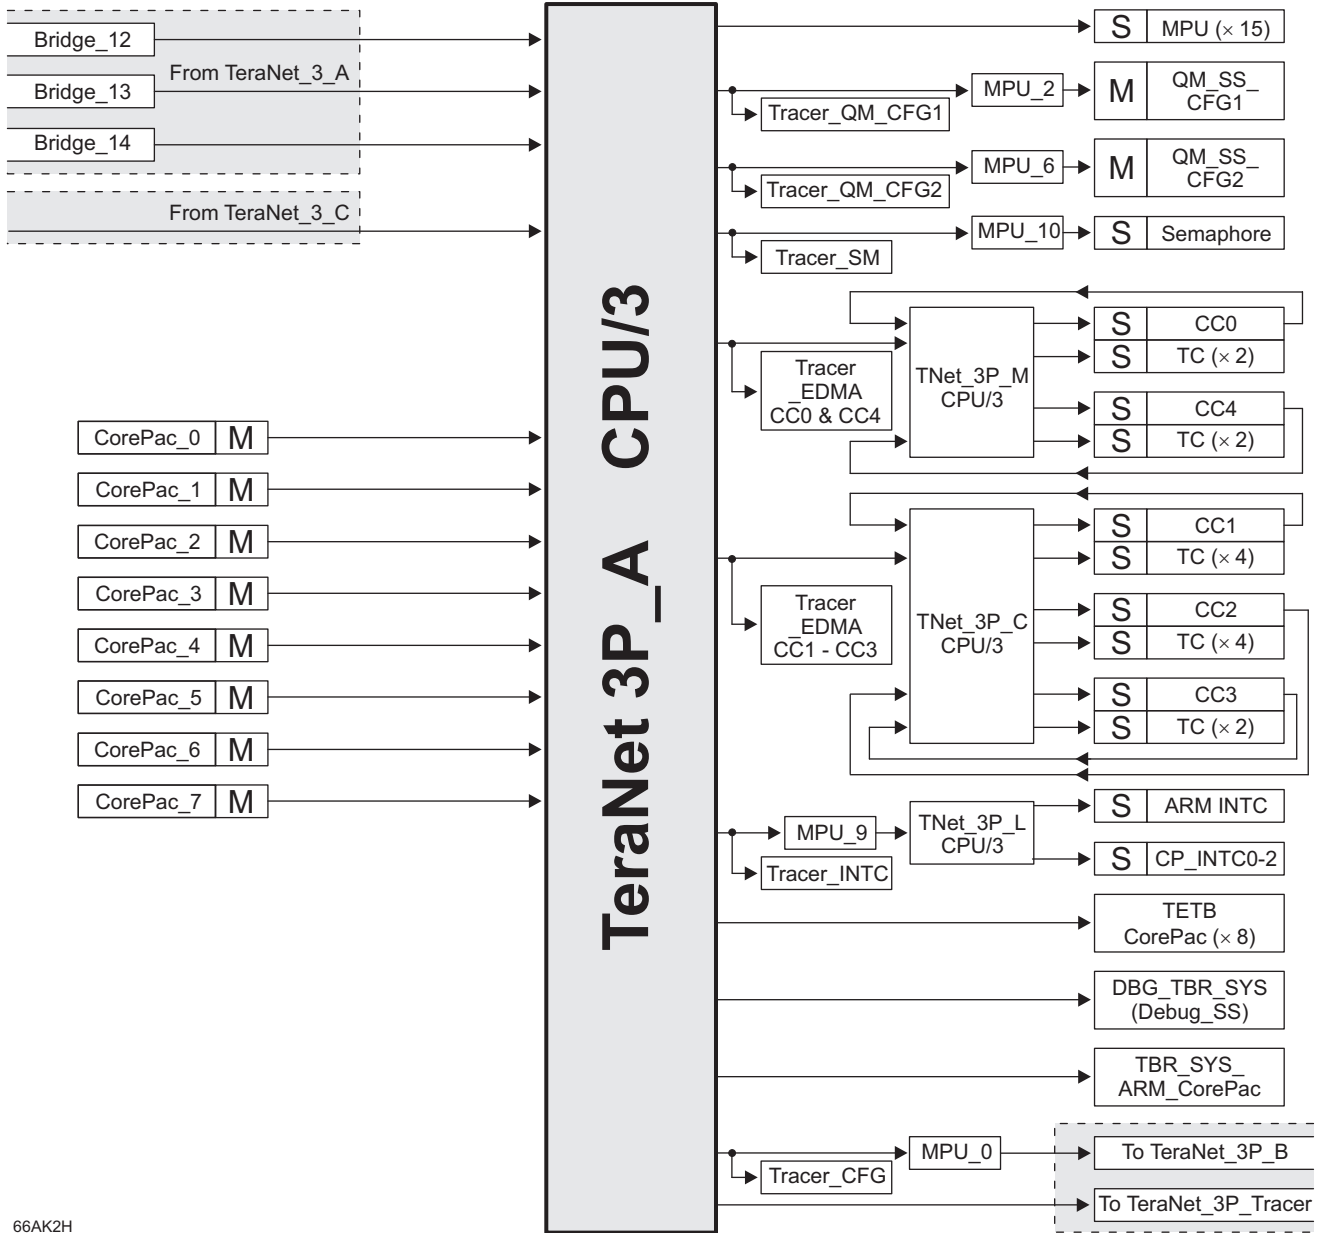 Bridge_12
From TeraNet_3_A
Bridge_13
Bridge_14
From TeraNet_3_C
CorePac_0 M
CorePac_1 M
CorePac_2 M
CorePac_3 M
CorePac_4 M
CorePac_5 M
CorePac_6 M
CorePac_7 M
TeraNet 3P_A CPU/3
S MPU (× 15)
MPU_2
M
QM_SS_
CFG1
Tracer_QM_CFG1
MPU_6
M
QM_SS_
CFG2
Tracer_QM_CFG2
MPU_10
S Semaphore
Tracer_SM
Tracer
_EDMA
CC0 & CC4
TNet_3P_M
CPU/3
S CC0
S TC (× 2)
S CC4
S TC (× 2)
Tracer
_EDMA
CC1 - CC3
TNet_3P_C
CPU/3
S CC1
S TC (× 4)
S CC2
S TC (× 4)
S CC3
S TC (× 2)
MPU_9
Tracer_INTC
TNet_3P_L
CPU/3
S ARM INTC
S CP_INTC0-2
TETB
CorePac (× 8)
DBG_TBR_SYS
(Debug_SS)
TBR_SYS_
ARM_CorePac
MPU_0
Tracer_CFG
To TeraNet_3P_B
To TeraNet_3P_Tracer
66AK2H